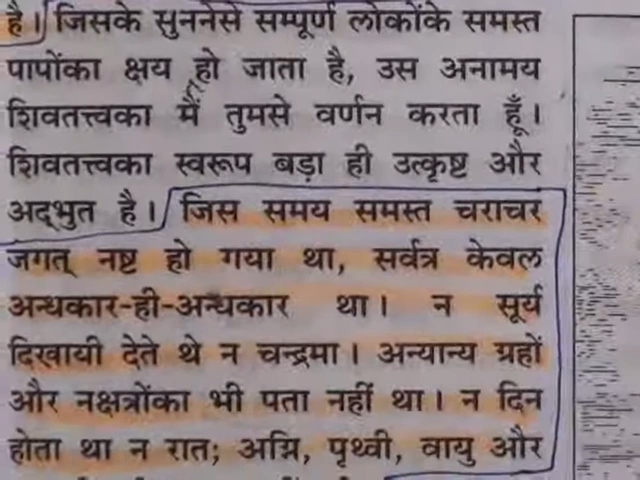 है। जिसके सुननेसे सम्पूर्ण लोकोंके समस्त
पापोंका क्षय हो जाता है, उस अनामय
शिवतत्त्वका मैं तुमसे वर्णन करता हूँ।
शिवतत्त्वका स्वरूप बड़ा ही उत्कृष्ट और
अद्भुत है। जिस समय समस्त चराचर
जगत् नष्ट हो गया था, सर्वत्र केवल
अन्धकार-ही-अन्धकार था। न सूर्य
दिखायी देते थे न चन्द्रमा। अन्यान्य ग्रहों
और नक्षत्रोंका भी पता नहीं था। न दिन
होता था न रात; अग्नि, पृथ्वी, वायु और